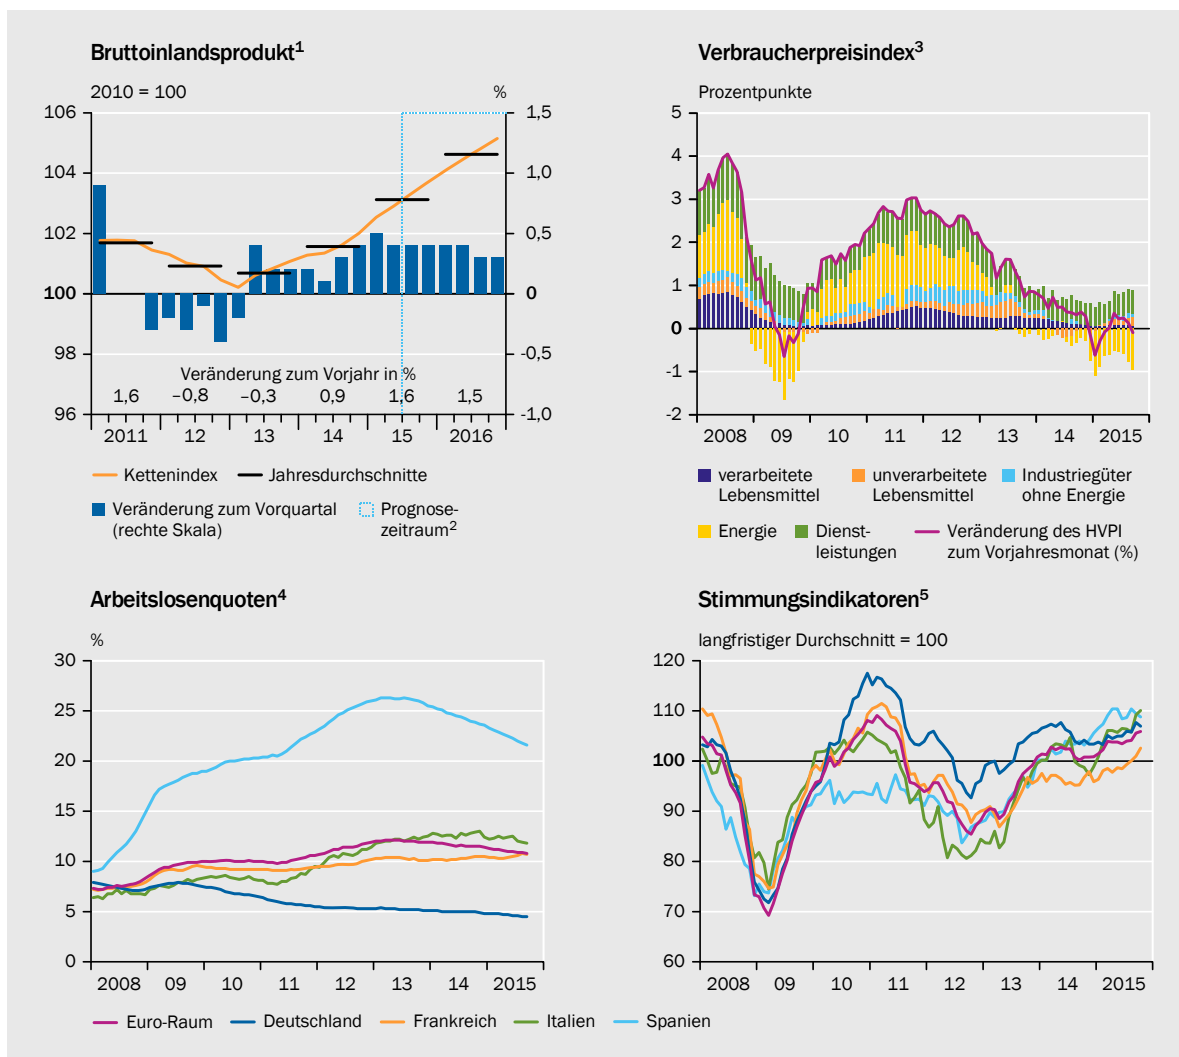 Bruttoinlandsprodukt¹
2010 = 100
%
106
104
102
100
98
96
1,5
1,0
0,5
0
-0,5
-1,0
Veränderung zum Vorjahr in %
1,6 –0,8 –0,3 0,9 1,6 1,5
2011 12 13 14 15 2016
Kettenindex Jahresdurchschnitte
Veränderung zum Vorquartal
(rechte Skala)
Prognose-
zeitraum²
Verbraucherpreisindex³
Prozentpunkte
5
4
3
2
1
0
-1
-2
2008 09 10 11 12 13 14 2015
verarbeitete
Lebensmittel
unverarbeitete
Lebensmittel
Industriegüter
ohne Energie
Energie
Dienst-
leistungen
Veränderung des HVPI
zum Vorjahresmonat (%)
Arbeitslosenquoten⁴
%
30
25
20
15
10
5
0
2008 09 10 11 12 13 14 2015
Stimmungsindikatoren⁵
langfristiger Durchschnitt = 100
120
110
100
90
80
70
60
2008 09 10 11 12 13 14 2015
Euro-Raum Deutschland Frankreich Italien Spanien